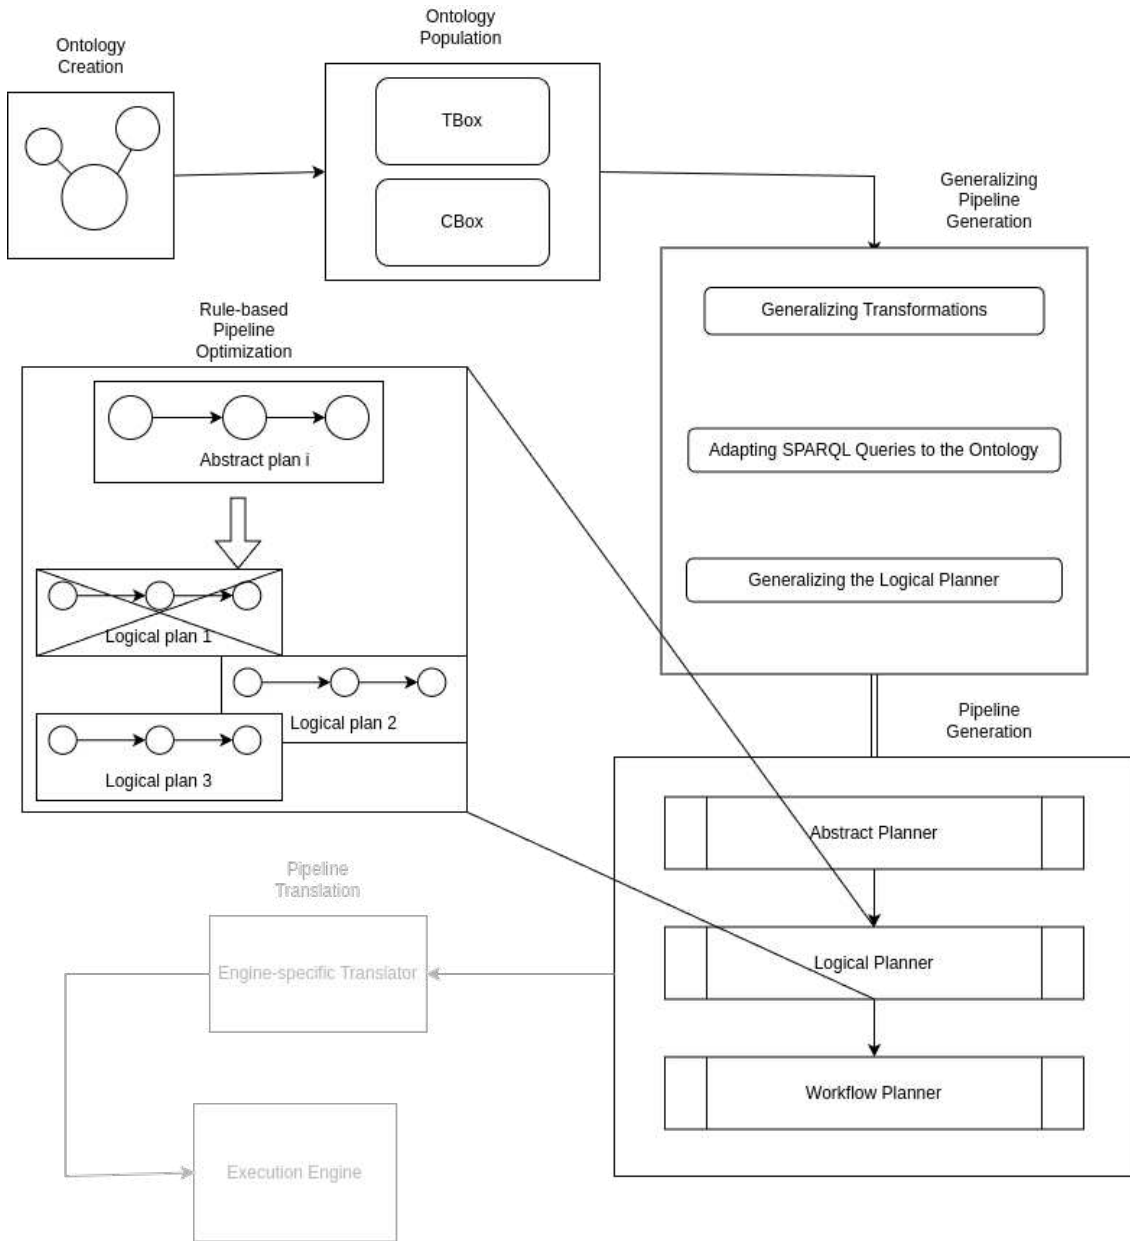 Ontology
Creation
Ontology
Population
TBox
CBox
Generalizing
Pipeline
Generation
Generalizing Transformations
Adapting SPARQL Queries to the Ontology
Generalizing the Logical Planner
Rule-based
Pipeline
Optimization
Abstract plan i
Logical plan 1
Logical plan 2
Logical plan 3
Pipeline
Generation
Abstract Planner
Logical Planner
Workflow Planner
Pipeline
Translation
Engine-specific Translator
Execution Engine